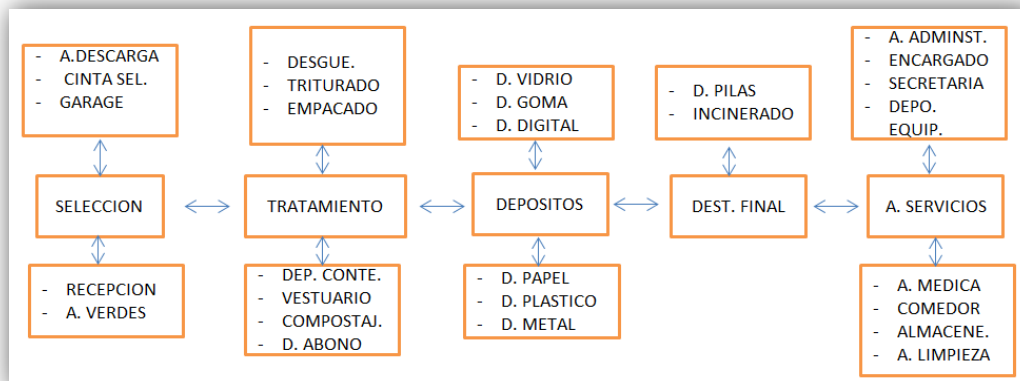 - A.DESCARGA
- CINTA SEL.
- GARAGE
- DESGUE.
- TRITURADO
- EMPACADO
- D. VIDRIO
- D. GOMA
- D. DIGITAL
- D. PILAS
- INCINERADO
- A. ADMINST.
- ENCARGADO
- SECRETARIA
- DEPO.
EQUIP.
SELECCION
TRATAMIENTO
DEPOSITOS
DEST. FINAL
A. SERVICIOS
- RECEPCION
- A. VERDES
- DEP. CONTE.
- VESTUARIO
- COMPOSTAJ.
- D. ABONO
- D. PAPEL
- D. PLASTICO
- D. METAL
- A. MEDICA
- COMEDOR
- ALMACENE.
- A. LIMPIEZA